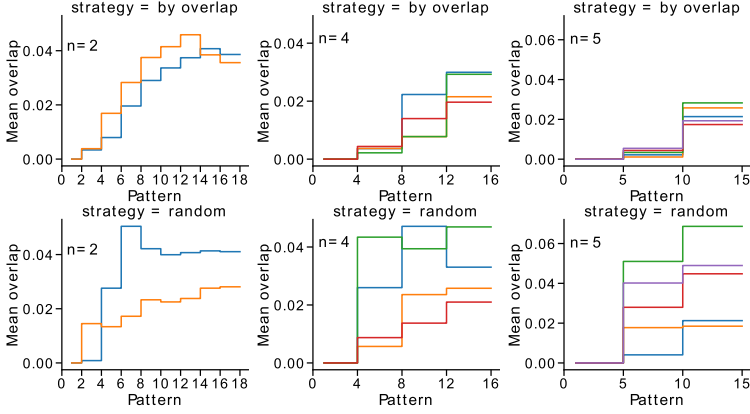 strategy = by overlap
strategy = by overlap
strategy = by overlap
Mean overlap
0.04
0.02
0.00
n=2
0 2 4 6 8 10 12 14 16 18
Pattern
Mean overlap
0.04
0.02
0.00
n=4
0 4 8 12 16
Pattern
Mean overlap
0.06
0.04
0.02
0.00
n=5
0 5 10 15
Pattern
strategy = random
strategy = random
strategy = random
Mean overlap
0.04
0.02
0.00
n=2
0 2 4 6 8 10 12 14 16 18
Pattern
Mean overlap
0.04
0.02
0.00
n=4
0 4 8 12 16
Pattern
Mean overlap
0.06
0.04
0.02
0.00
n=5
0 5 10 15
Pattern